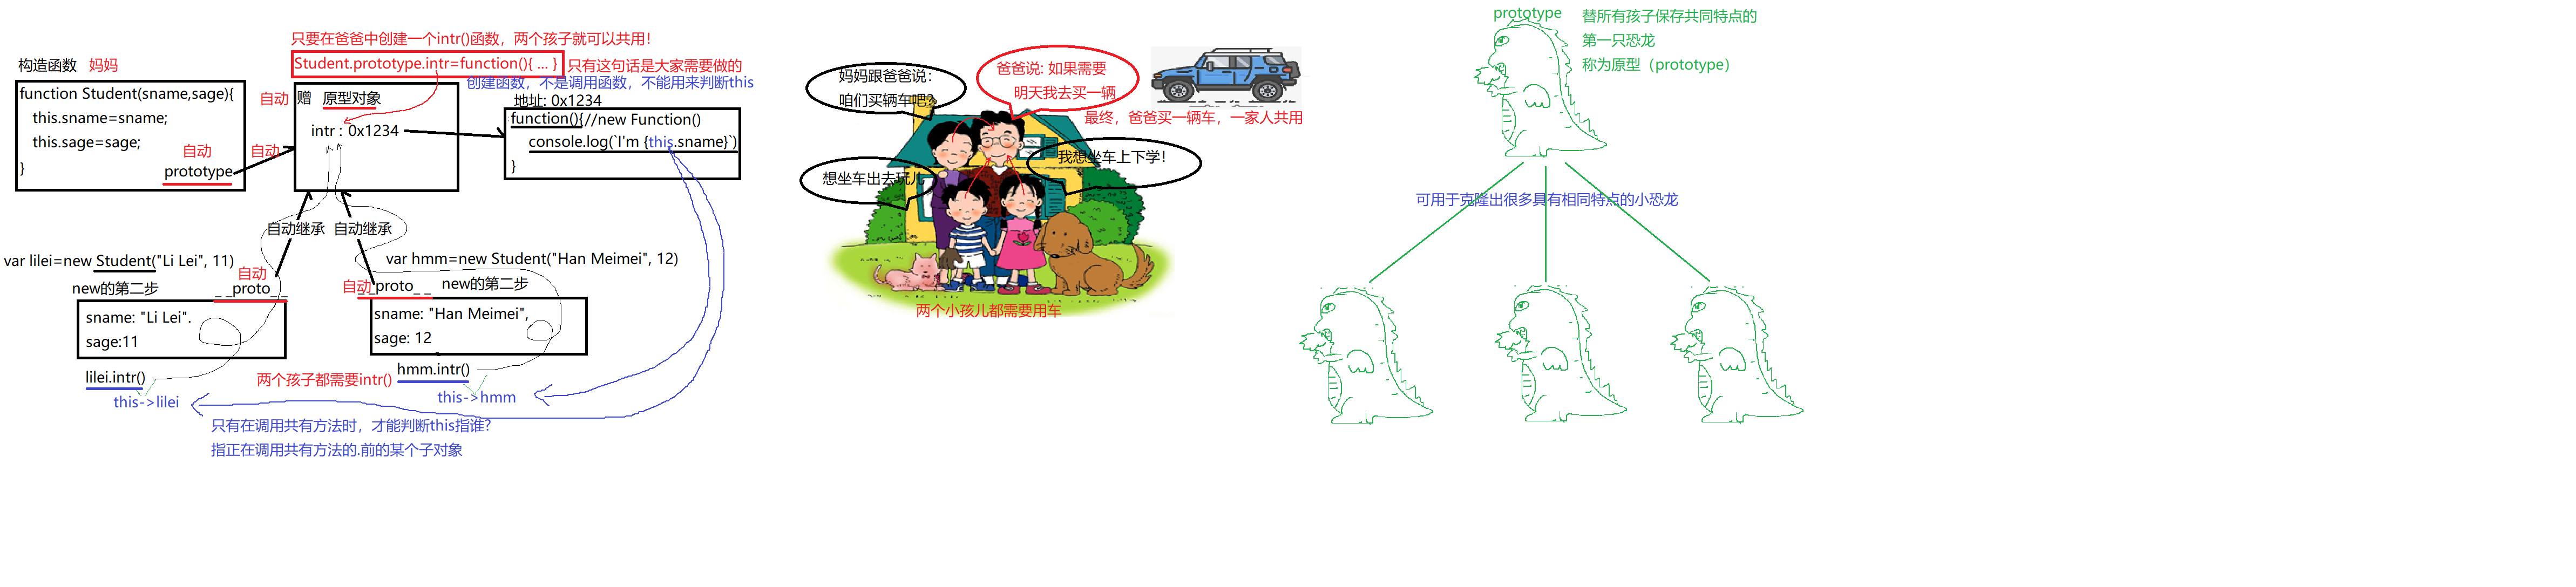 只要在爸爸中创建一个intr()函数，两个孩子就可以共用！
构造函数 妈妈
Student.prototype.intr=function(){ ... } 只有这句话是大家需要做的
创建函数，不是调用函数，不能用来判断this
function Student(sname,sage){
this.sname=sname;
this.sage=sage;
}
自动
prototype
自动
自动 赠 原型对象
intr : 0x1234
地址: 0x1234
function(){//new Function()
console.log(`I'm {this.sname}`)
}
自动继承 自动继承
var lilei=new Student("Li Lei", 11)
自动
new的第二步 _ _proto_ _
sname: "Li Lei".
sage:11
lilei.intr()
this->lilei
var hmm=new Student("Han Meimei", 12)
自动 _proto_ _ new的第二步
sname: "Han Meimei",
sage: 12
两个孩子都需要intr()
hmm.intr()
this->hmm
只有在调用共有方法时，才能判断this指谁?
指正在调用共有方法的.前的某个子对象
妈妈跟爸爸说:
咱们买辆车吧?
爸爸说: 如果需要
明天我去买一辆
最终，爸爸买一辆车，一家人共用
想坐车出去玩儿
我想坐车上下学！
两个小孩儿都需要用车
prototype
替所有孩子保存共同特点的
第一只恐龙
称为原型（prototype）
可用于克隆出很多具有相同特点的小恐龙